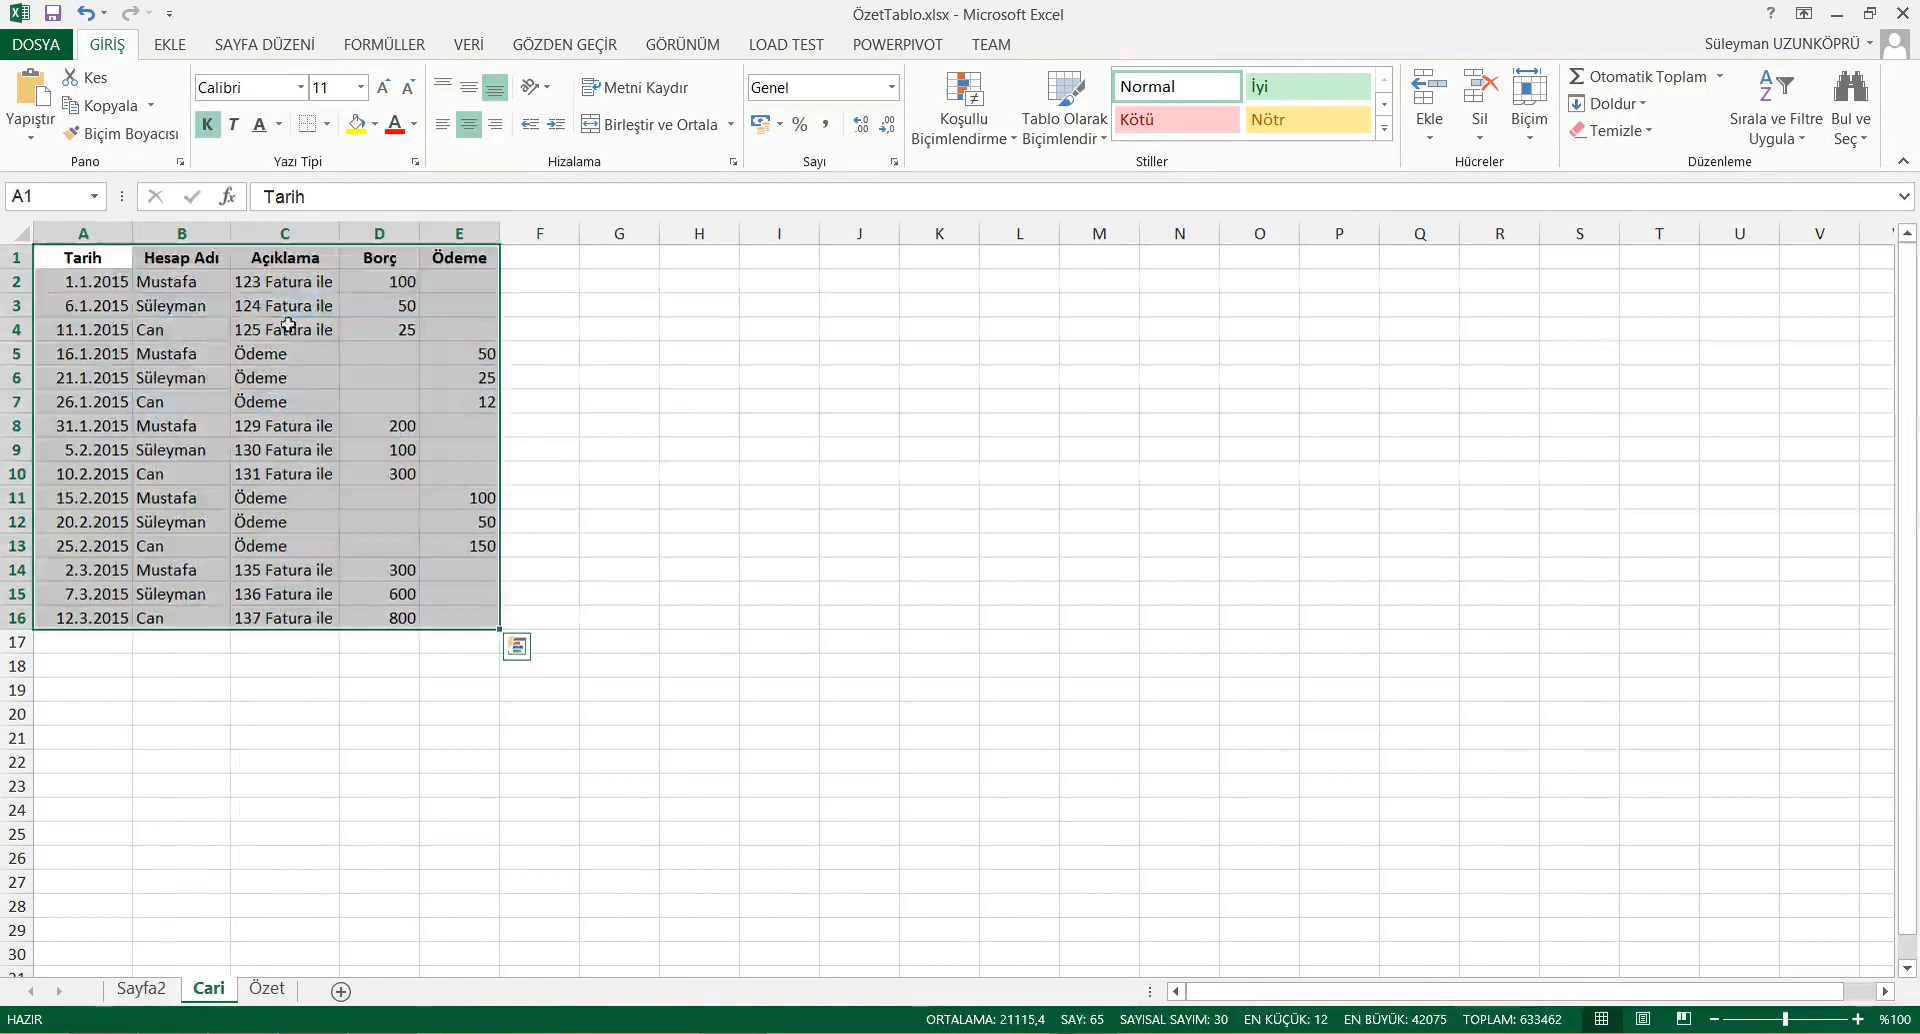 ÖzetTablo.xlsx - Microsoft Excel
?
DOSYA GİRİŞ EKLE SAYFA DÜZENİ FORMÜLLER VERİ GÖZDEN GEÇİR GÖRÜNÜM LOAD TEST POWERPIVOT TEAM Süleyman UZUNKÖPRÜ
Yapıştır
Kes
Kopyala
Biçim Boyacısı
Pano
Calibri 11
K T A A
Yazı Tipi
Metni Kaydır
Birleştir ve Ortala
Hizalama
Genel
%
Sayı
Koşullu
Biçimlendirme
Tablo Olarak
Biçimlendir
Normal İyi
Kötü Nötr
Stiller
Ekle Sil Biçim
Hücreler
Otomatik Toplam
Doldur
Temizle
Sırala ve Filtre
Uygula
Bul ve
Seç
Düzenleme
A1 fx Tarih
A B C D E F G H I J K L M N O P Q R S T U V
1 Tarih Hesap Adı Açıklama Borç Ödeme
2 1.1.2015 Mustafa 123 Fatura ile 100
3 6.1.2015 Süleyman 124 Fatura ile 50
4 11.1.2015 Can 125 Fatura ile 25
5 16.1.2015 Mustafa Ödeme 50
6 21.1.2015 Süleyman Ödeme 25
7 26.1.2015 Can Ödeme 12
8 31.1.2015 Mustafa 129 Fatura ile 200
9 5.2.2015 Süleyman 130 Fatura ile 100
10 10.2.2015 Can 131 Fatura ile 300
11 15.2.2015 Mustafa Ödeme 100
12 20.2.2015 Süleyman Ödeme 50
13 25.2.2015 Can Ödeme 150
14 2.3.2015 Mustafa 135 Fatura ile 300
15 7.3.2015 Süleyman 136 Fatura ile 600
16 12.3.2015 Can 137 Fatura ile 800
17
18
19
20
21
22
23
24
25
26
27
28
29
30
Sayfa2 Cari Özet
HAZIR ORTALAMA: 21115,4 SAY: 65 SAYISAL SAYIM: 30 EN KÜÇÜK: 12 EN BÜYÜK: 42075 TOPLAM: 633462 %100